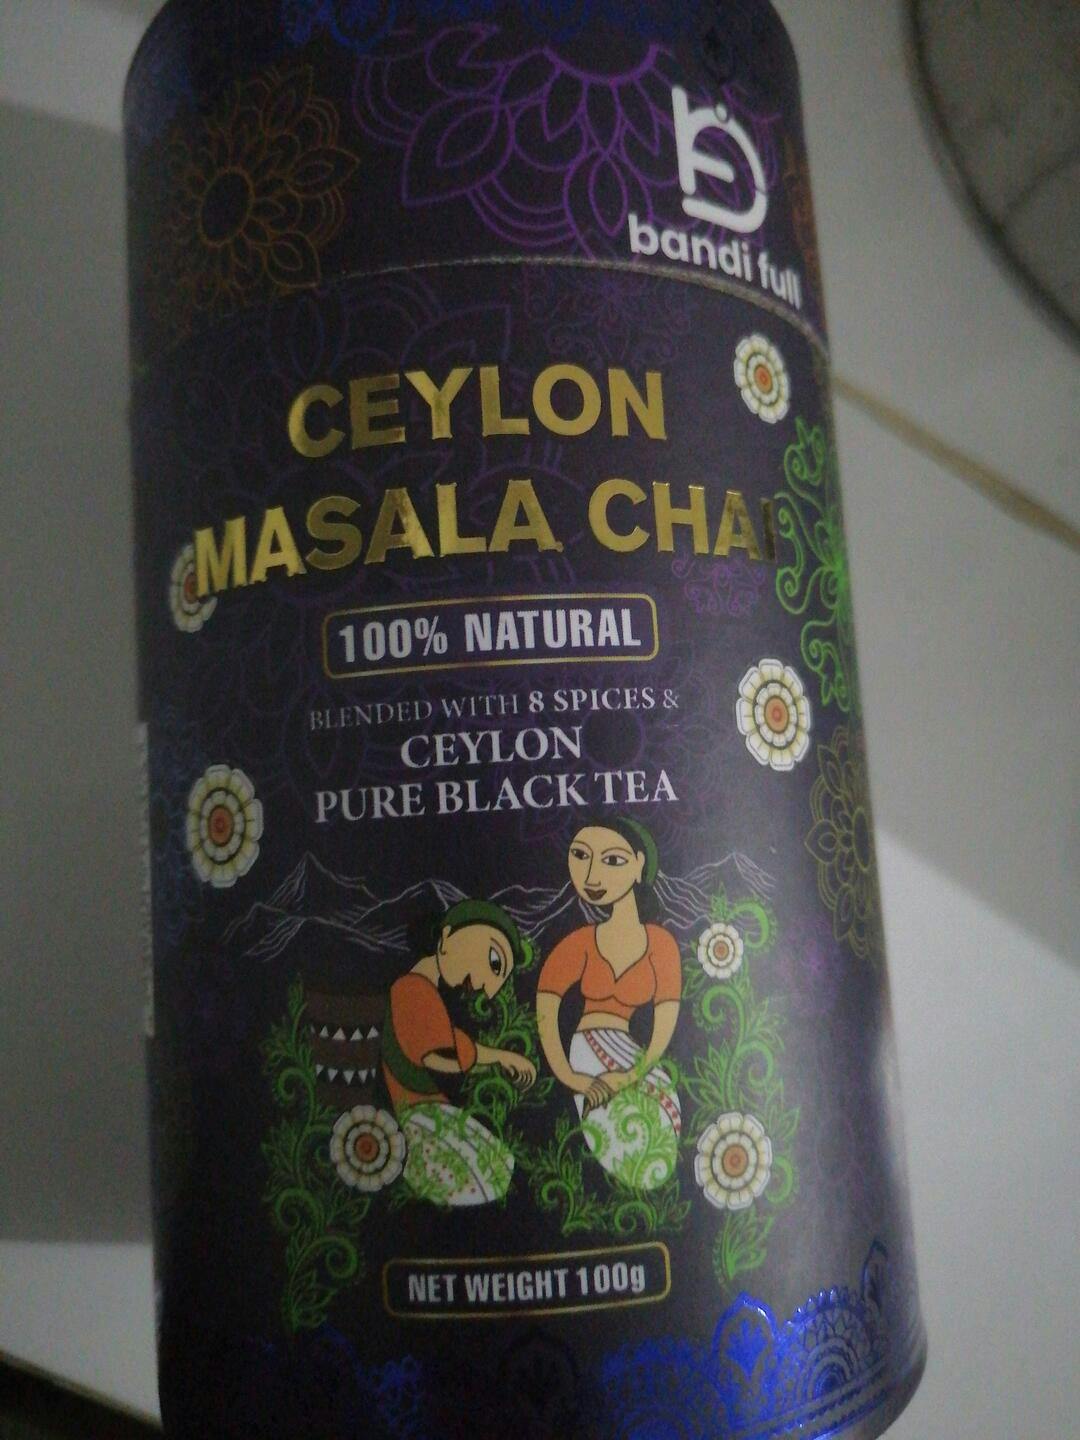 bandi full
CEYLON
MASALA CHAI
100% NATURAL
BLENDED WITH 8 SPICES &
CEYLON
PURE BLACK TEA
NET WEIGHT 100g